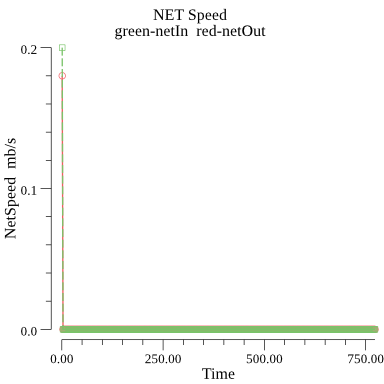 NET Speed
green-netIn  red-netOut
0.2
0.1
0.0
NetSpeed  mb/s
0.00 250.00 500.00 750.00
Time